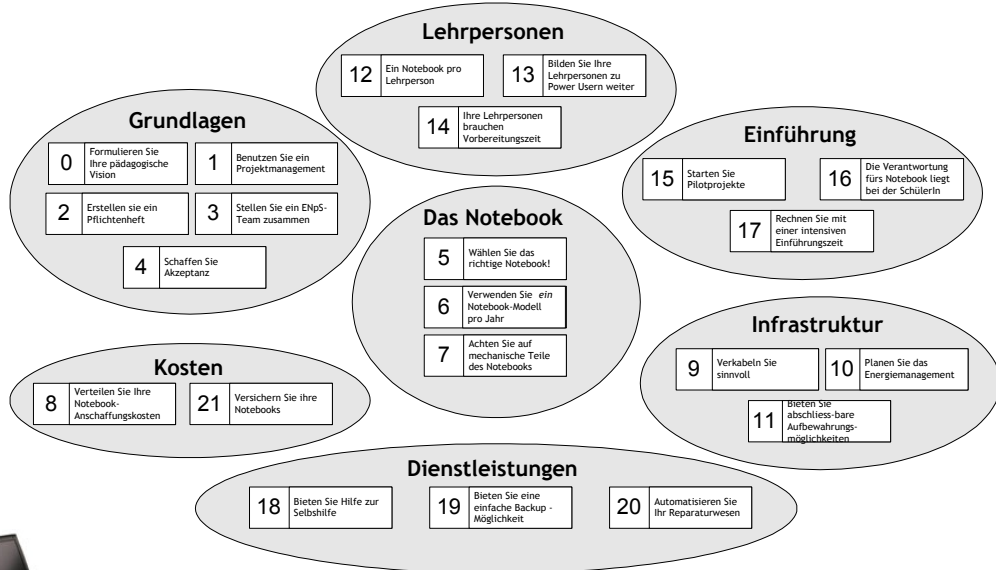 Lehrpersonen
12
Ein Notebook pro
Lehrperson
13
Bilden Sie Ihre
Lehrpersonen zu
Power Usern weiter
14
Ihre Lehrpersonen
brauchen
Vorbereitungszeit
Grundlagen
0
Formulieren Sie
Ihre pädagogische
Vision
1
Benutzen Sie ein
Projektmanagement
2
Erstellen sie ein
Pflichtenheft
3
Stellen Sie ein ENpS-
Team zusammen
4
Schaffen Sie
Akzeptanz
Einführung
15
Starten Sie
Pilotprojekte
16
Die Verantwortung
fürs Notebook liegt
bei der SchülerIn
17
Rechnen Sie mit
einer intensiven
Einführungszeit
Das Notebook
5
Wählen Sie das
richtige Notebook!
6
Verwenden Sie ein
Notebook-Modell
pro Jahr
7
Achten Sie auf
mechanische Teile
des Notebooks
Infrastruktur
9
Verkabeln Sie
sinnvoll
10
Planen Sie das
Energiemanagement
11
Bieten Sie
abschliess-bare
Aufbewahrungs-
möglichkeiten
Kosten
8
Verteilen Sie Ihre
Notebook-
Anschaffungskosten
21
Versichern Sie ihre
Notebooks
Dienstleistungen
18
Bieten Sie Hilfe zur
Selbshilfe
19
Bieten Sie eine
einfache Backup -
Möglichkeit
20
Automatisieren Sie
Ihr Reparaturwesen